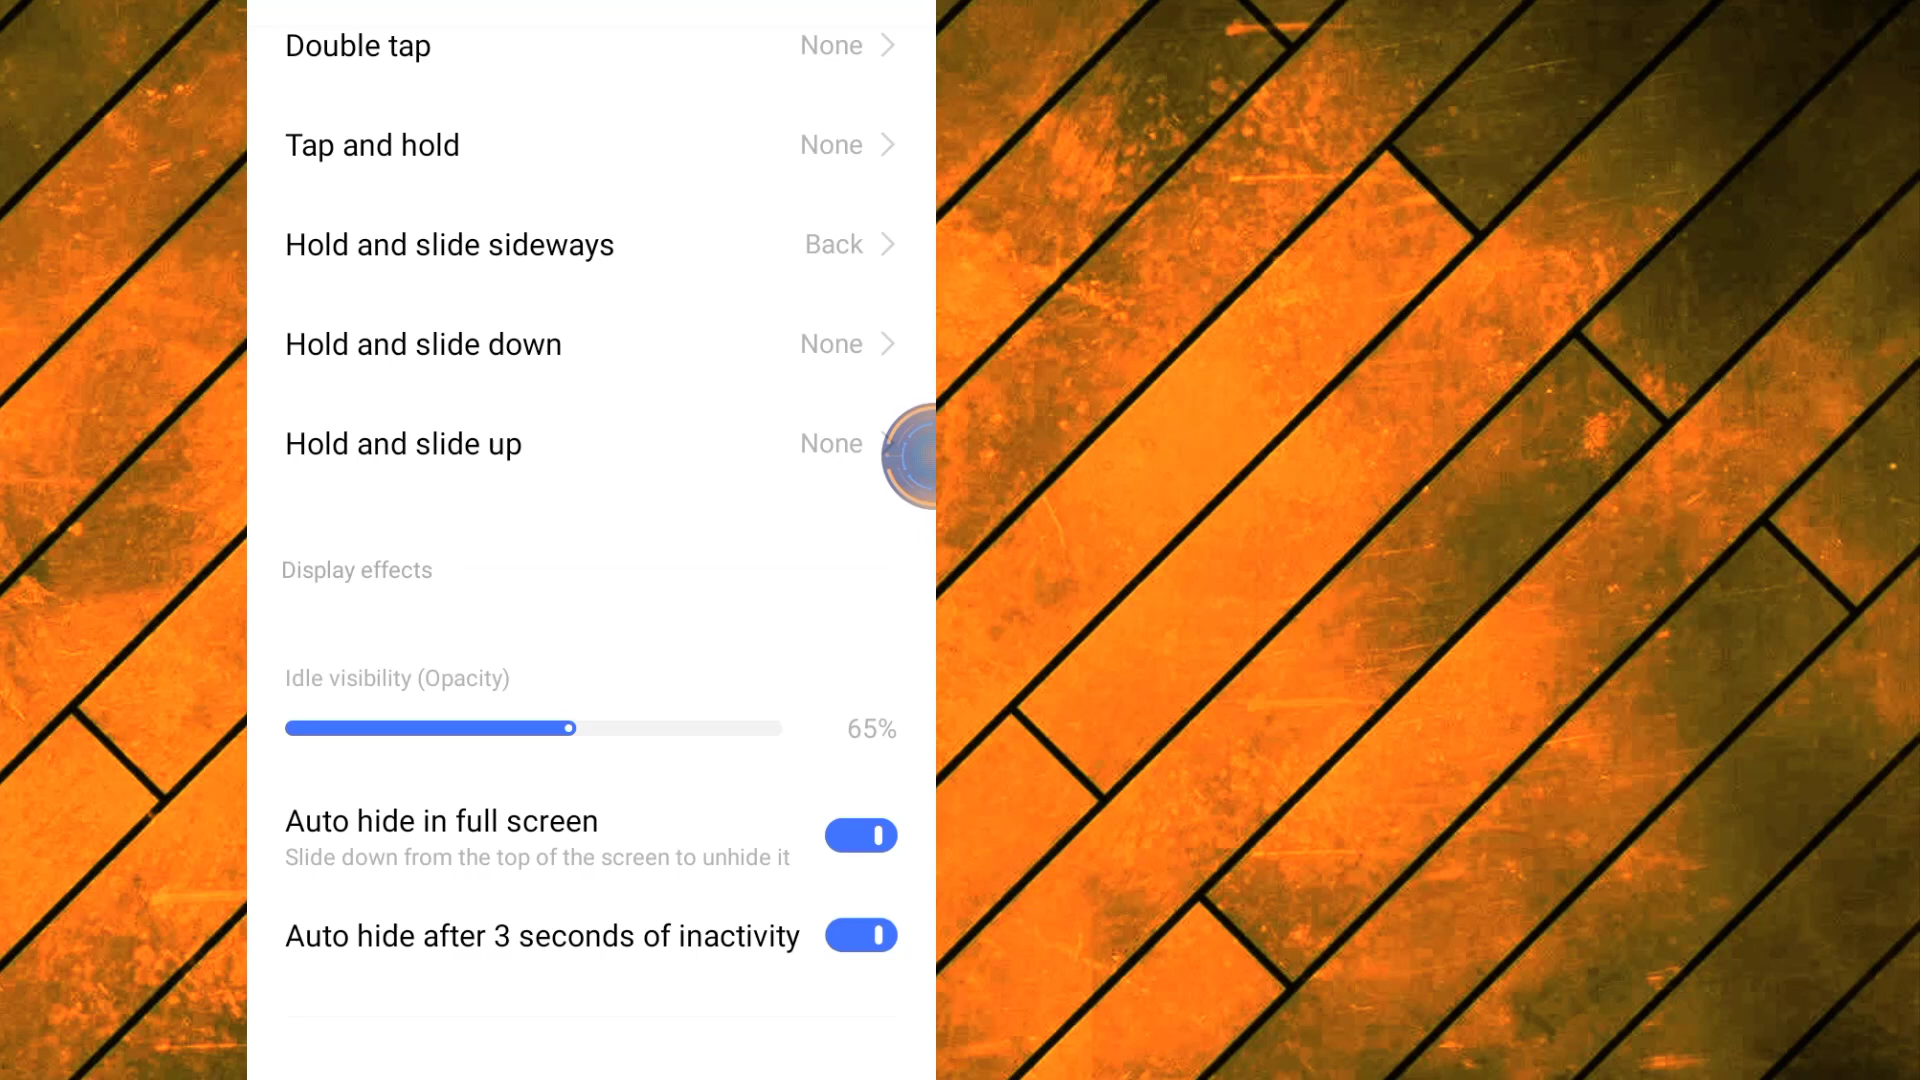 Double tap None
Tap and hold None
Hold and slide sideways Back
Hold and slide down None
Hold and slide up None
Display effects
Idle visibility (Opacity)
65%
Auto hide in full screen
Slide down from the top of the screen to unhide it
Auto hide after 3 seconds of inactivity